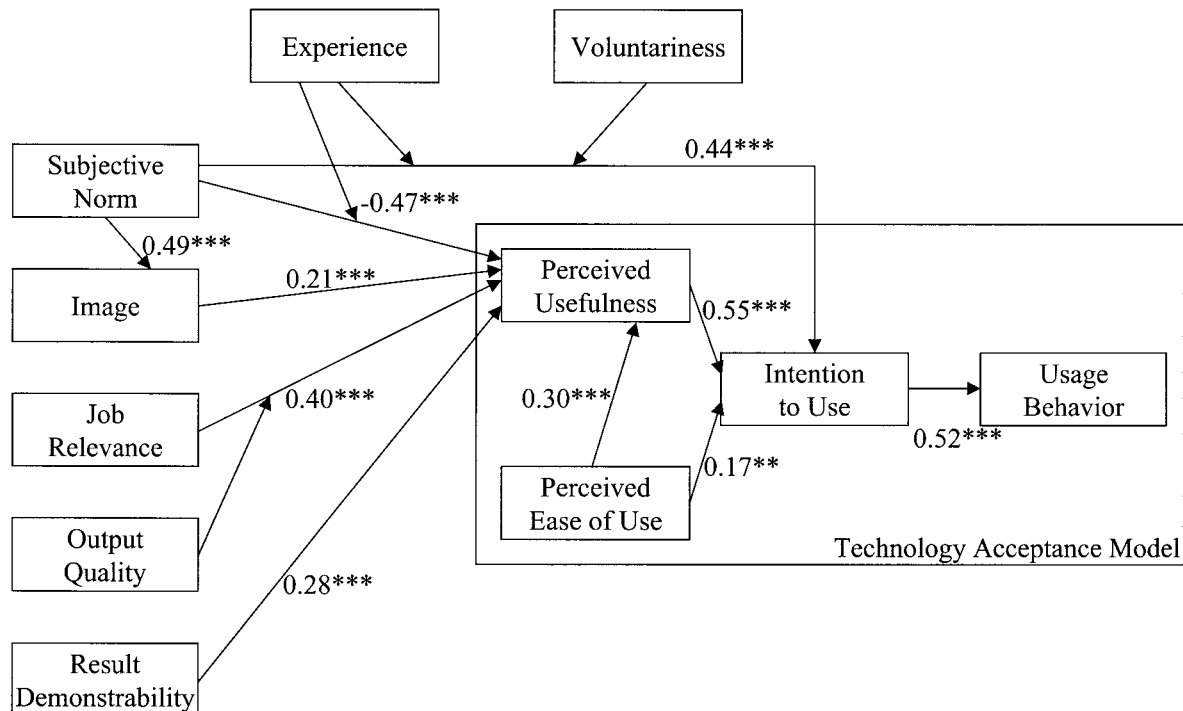 Experience
Voluntariness
Subjective
Norm
0.44***
-0.47***
0.49***
Image
0.21***
Perceived
Usefulness
0.55***
Intention
to Use
Usage
Behavior
0.52***
0.30***
0.17**
Job
Relevance
0.40***
Perceived
Ease of Use
Technology Acceptance Model
Output
Quality
0.28***
Result
Demonstrability